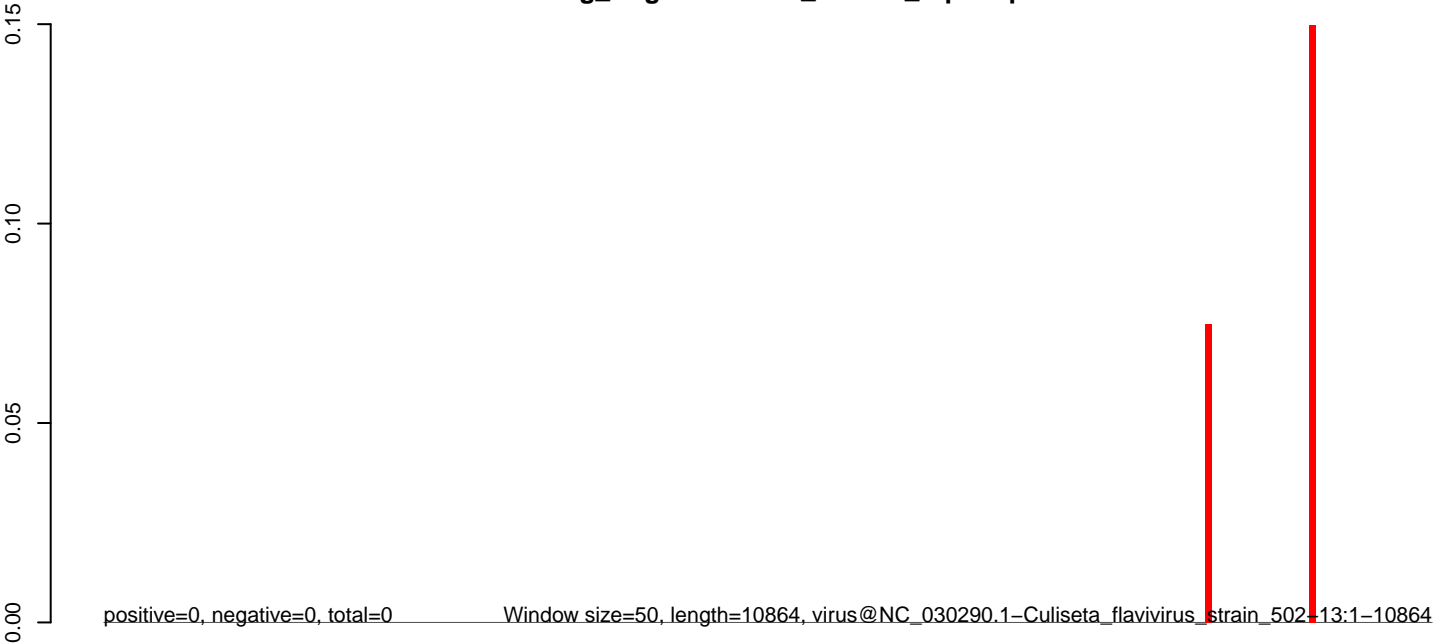 0.15
0.10
0.05
0.00
positive=0, negative=0, total=0
Window size=50, length=10864, virus@NC_030290.1−Culiseta_flavivirus_strain_502−13:1−10864